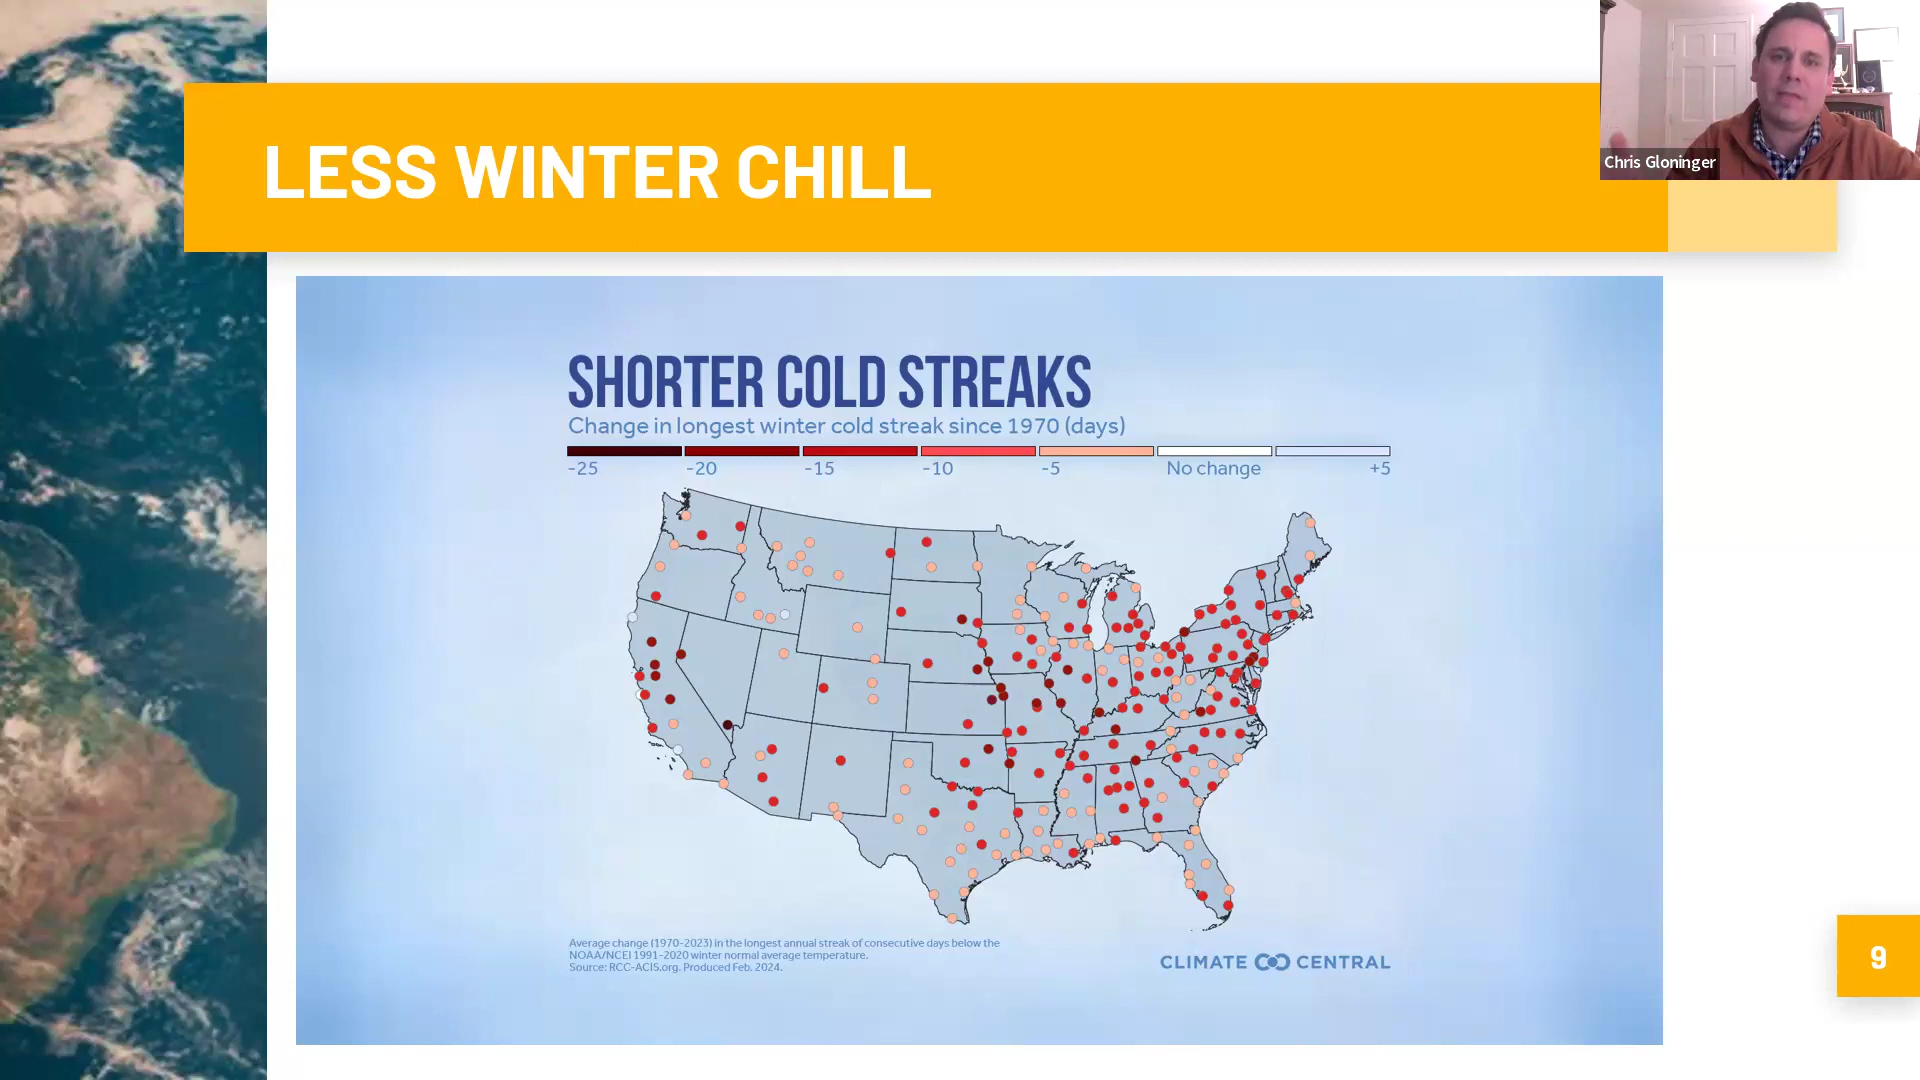 LESS WINTER CHILL
Chris Gloninger
SHORTER COLD STREAKS
Change in longest winter cold streak since 1970 (days)
-25 -20 -15 -10 -5 No change +5
Average change (1970-2023) in the longest annual streak of consecutive days below the
NOAA/NCEI 1991-2020 winter normal average temperature.
Source: RCC-ACIS.org. Produced Feb. 2024.
CLIMATE CENTRAL
9